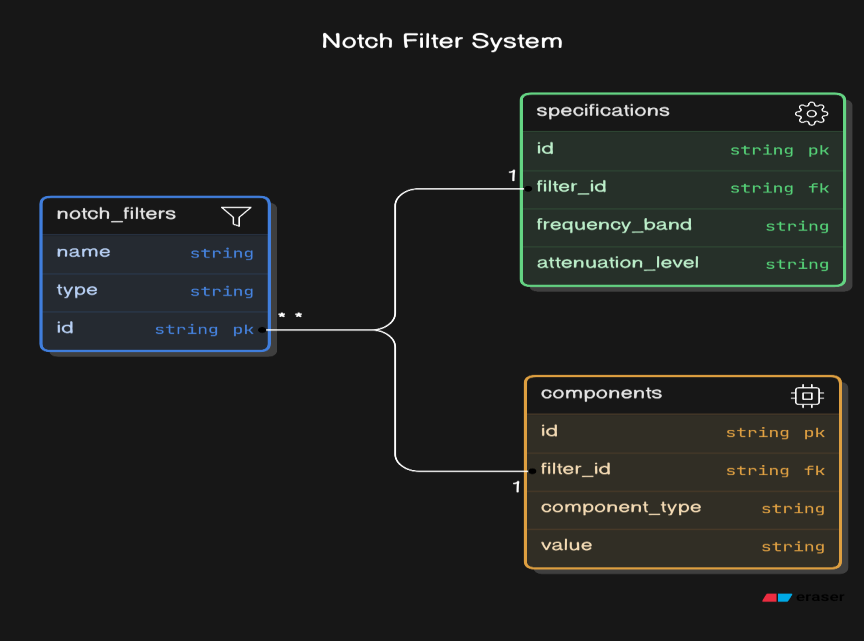 Notch Filter System
notch_filters
name string
type string
id string pk
* *
specifications
id string pk
1
filter_id string fk
frequency_band string
attenuation_level string
components
id string pk
filter_id string fk
1
component_type string
value string
eraser